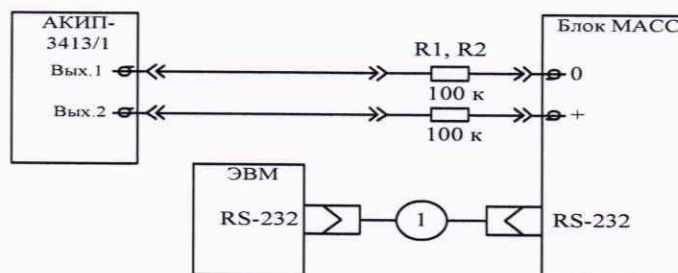 АКИП-
3413/1
Вых.1
Вых.2
R1, R2
100 к
100 к
Блок МАСС
0
+
ЭВМ
RS-232
1
RS-232